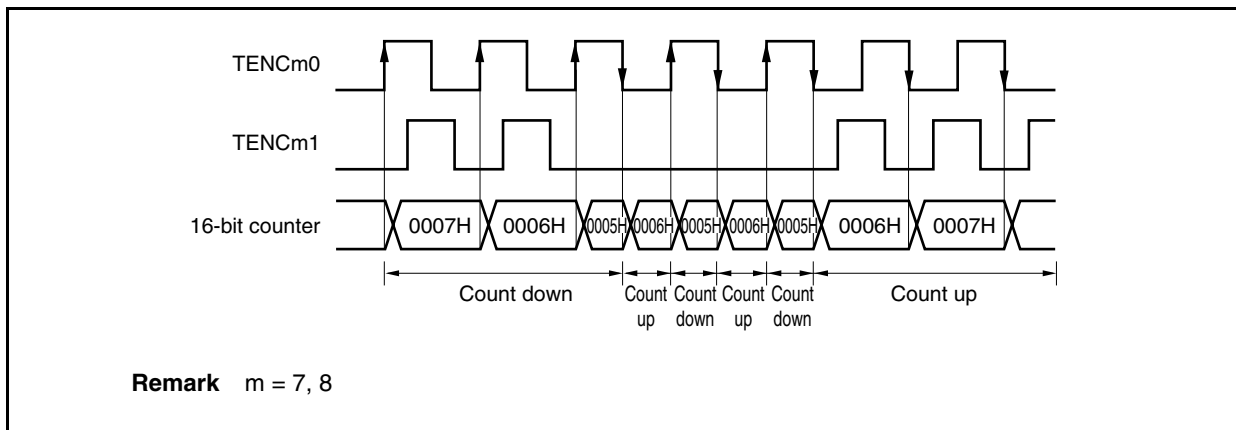 TENCm0
TENCm1
16-bit counter
0007H 0006H 0005H 0006H 0005H 0006H 0005H 0006H 0007H
Count down Count up Count down Count up Count down Count up
Remark m = 7, 8